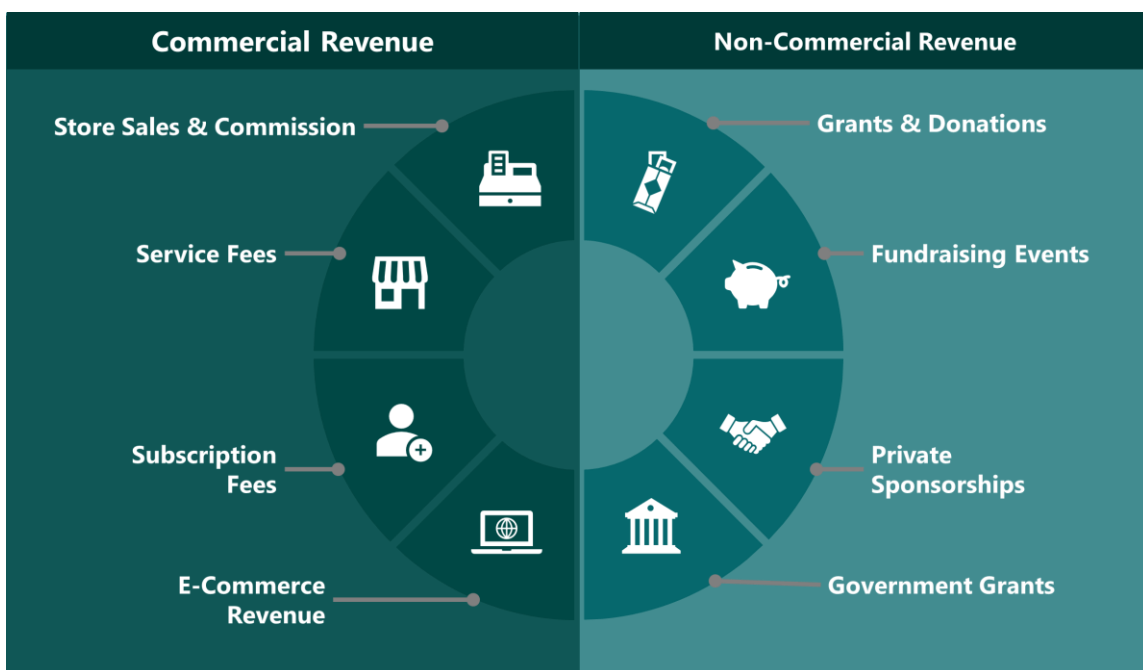 Commercial Revenue
Non-Commercial Revenue
Store Sales & Commission
Service Fees
Subscription
Fees
E-Commerce
Revenue
Grants & Donations
Fundraising Events
Private
Sponsorships
Government Grants